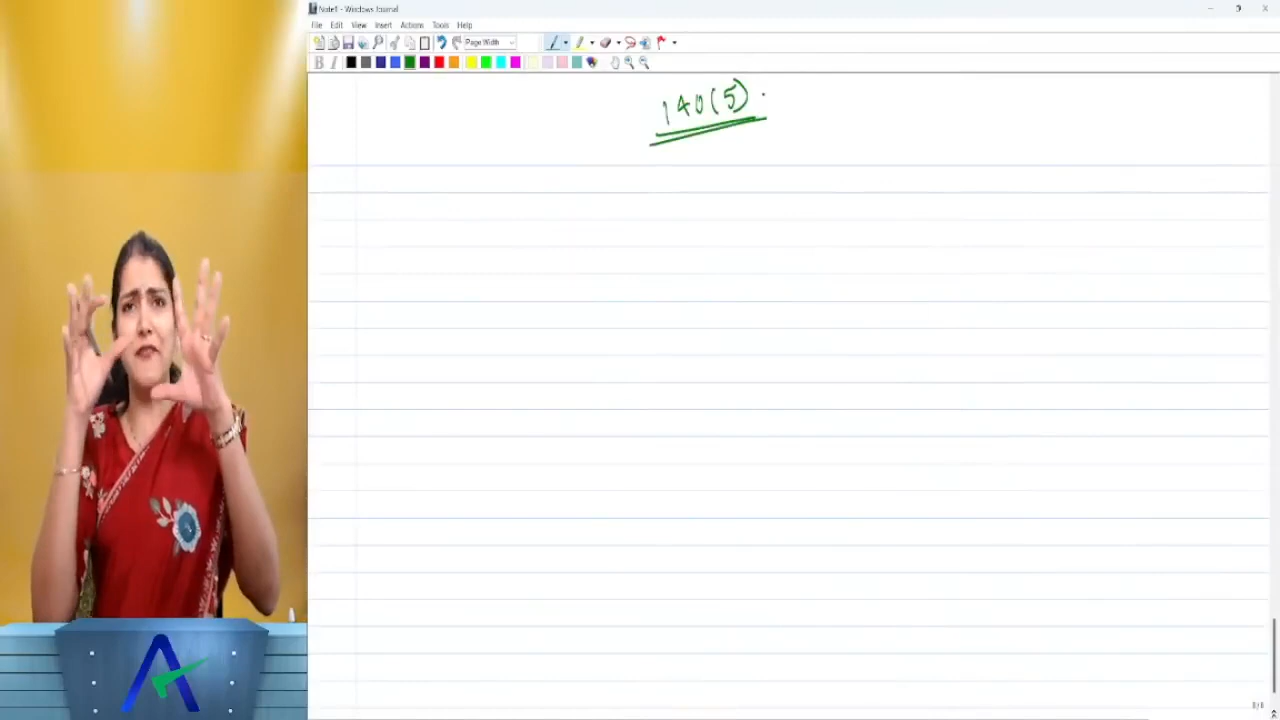 Note1 - Windows Journal
File Edit View Insert Actions Tools Help
Page Width
B I
140(5)